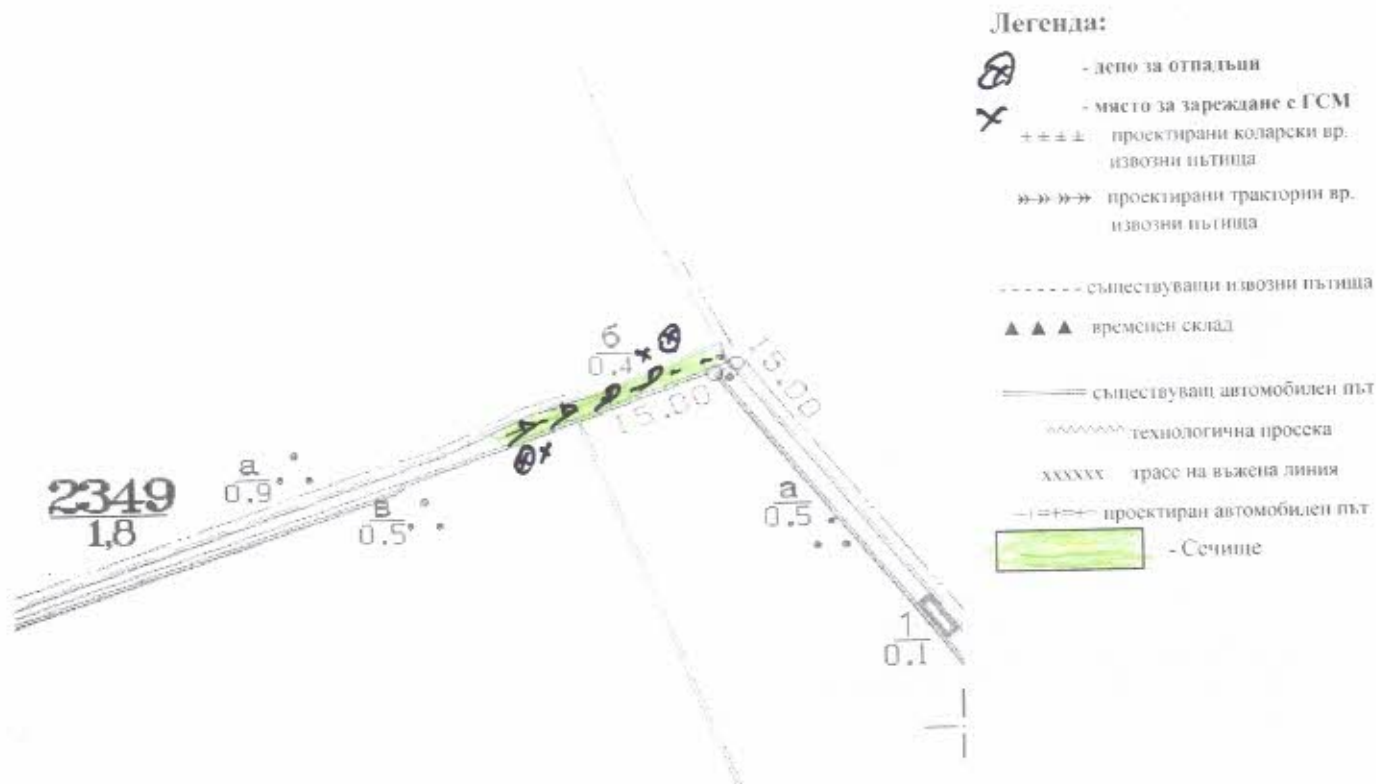 Легенда:
- депо за отпадъци
- място за зареждане с ГСМ
проектирани коларски вр.
извозни пътища
проектирани тракторни вр.
извозни пътища
съществуващи извозни пътища
временен склад
съществуващ автомобилен път
технологична просека
xxxxxx трасе на въжена линия
проектиран автомобилен път
- Сечище
б
0.4
15.00
15.00
а
0.9
2349
1,8
в
0.5
а
0.5
1
0.1